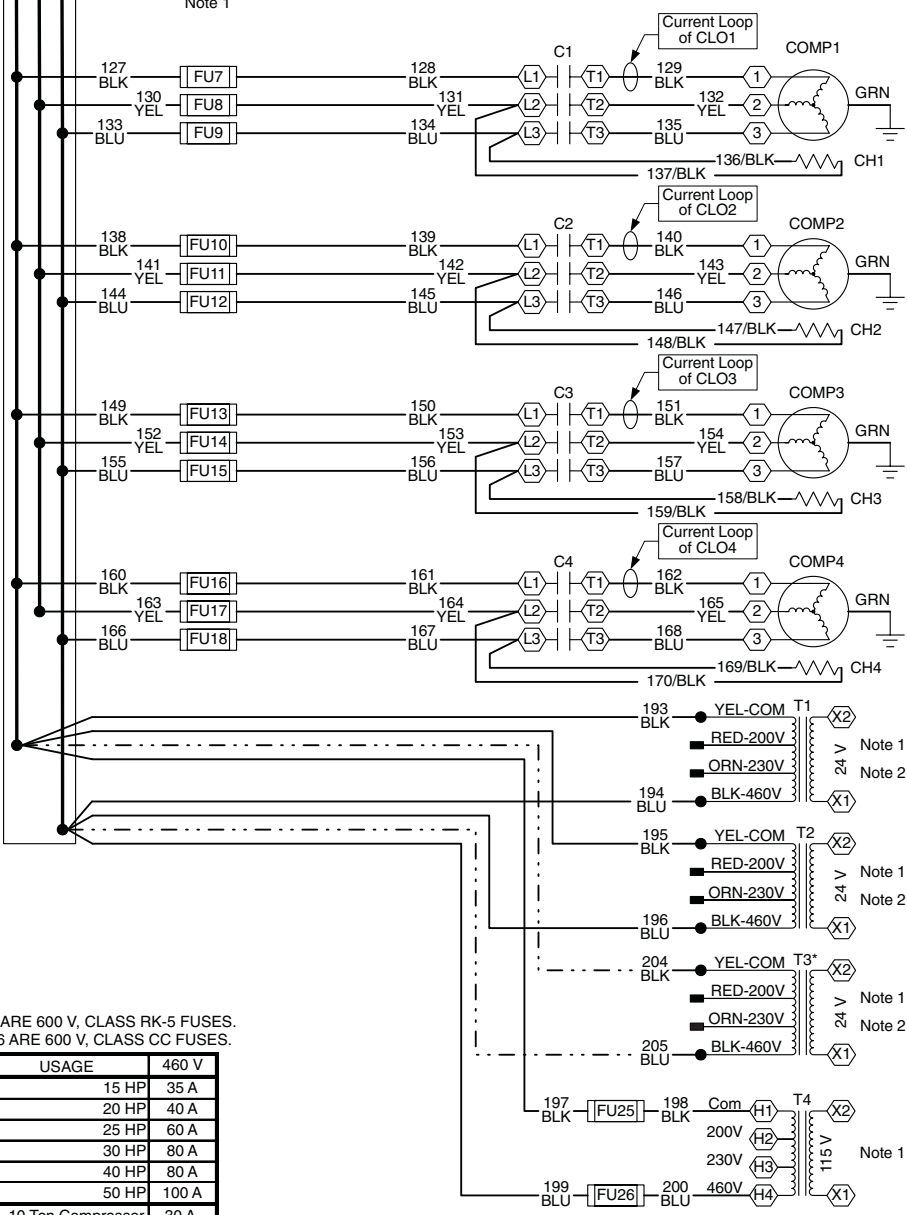 Note 1
Current Loop
of CLO1
C1
COMP1
127
BLK
FU7
128
BLK
L1
T1
129
BLK
1
GRN
130
YEL
FU8
131
YEL
L2
T2
132
YEL
2
133
BLU
FU9
134
BLU
L3
T3
135
BLU
3
136/BLK
CH1
137/BLK
Current Loop
of CLO2
C2
COMP2
138
BLK
FU10
139
BLK
L1
T1
140
BLK
1
GRN
141
YEL
FU11
142
YEL
L2
T2
143
YEL
2
144
BLU
FU12
145
BLU
L3
T3
146
BLU
3
147/BLK
CH2
148/BLK
Current Loop
of CLO3
C3
COMP3
149
BLK
FU13
150
BLK
L1
T1
151
BLK
1
GRN
152
YEL
FU14
153
YEL
L2
T2
154
YEL
2
155
BLU
FU15
156
BLU
L3
T3
157
BLU
3
158/BLK
CH3
159/BLK
Current Loop
of CLO4
C4
COMP4
160
BLK
FU16
161
BLK
L1
T1
162
BLK
1
GRN
163
YEL
FU17
164
YEL
L2
T2
165
YEL
2
166
BLU
FU18
167
BLU
L3
T3
168
BLU
3
169/BLK
CH4
170/BLK
193
BLK
YEL-COM
T1
X2
RED-200V
24 V
Note 1
ORN-230V
Note 2
194
BLU
BLK-460V
X1
195
BLK
YEL-COM
T2
X2
RED-200V
24 V
Note 1
ORN-230V
Note 2
196
BLU
BLK-460V
X1
204
BLK
YEL-COM
T3*
X2
RED-200V
24 V
Note 1
ORN-230V
Note 2
205
BLU
BLK-460V
X1
197
BLK
FU25
198
BLK
Com
H1
T4
X2
200V
H2
115 V
Note 1
230V
H3
199
BLU
FU26
200
BLU
460V
H4
X1
ARE 600 V, CLASS RK-5 FUSES.
6 ARE 600 V, CLASS CC FUSES.
USAGE 460 V
15 HP 35 A
20 HP 40 A
25 HP 60 A
30 HP 80 A
40 HP 80 A
50 HP 100 A
10 Ton Compressor 30 A